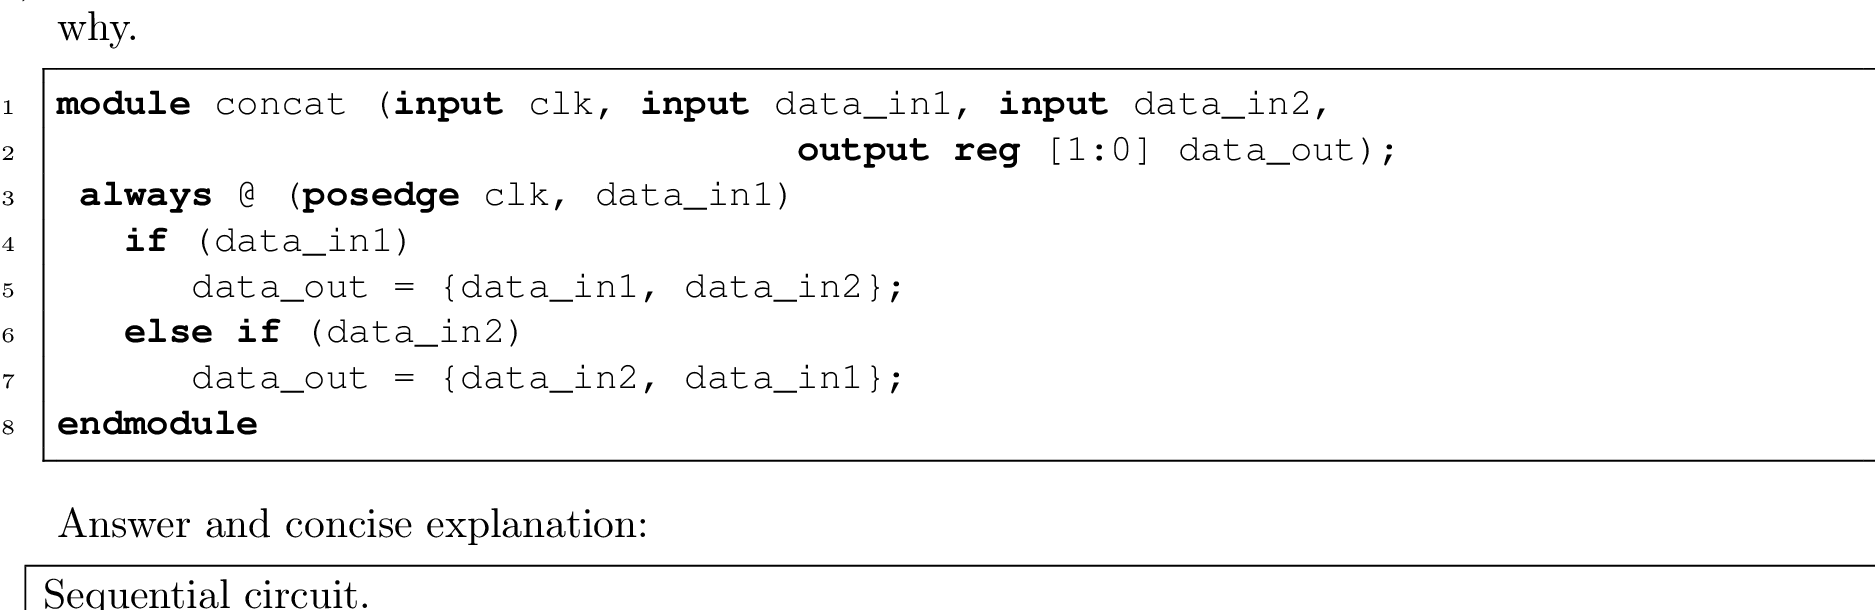 why.
1 module concat (input clk, input data_in1, input data_in2,
2 output reg [1:0] data_out);
3 always @ (posedge clk, data_in1)
4 if (data_in1)
5 data_out = {data_in1, data_in2};
6 else if (data_in2)
7 data_out = {data_in2, data_in1};
8 endmodule
Answer and concise explanation:
Sequential circuit.